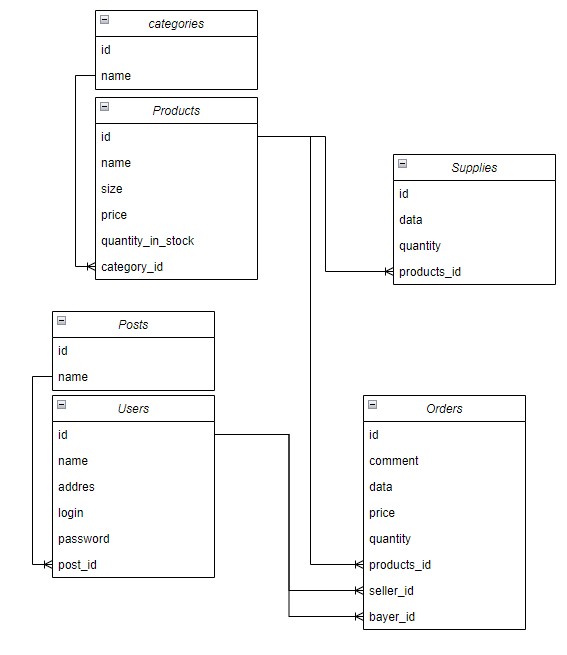 categories
id
name
Products
id
name
size
price
quantity_in_stock
category_id
Supplies
id
data
quantity
products_id
Posts
id
name
Users
id
name
addres
login
password
post_id
Orders
id
comment
data
price
quantity
products_id
seller_id
bayer_id